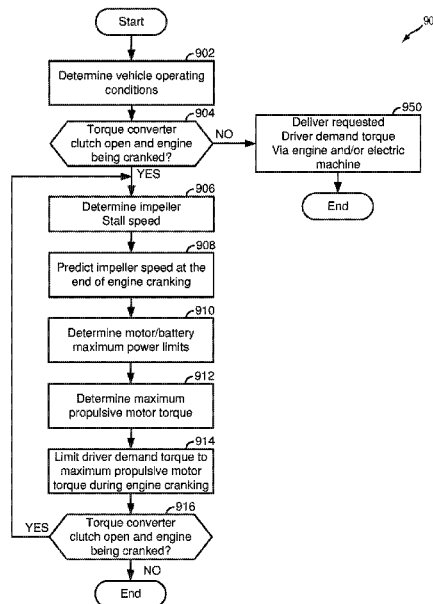 Start
902
Determine vehicle operating
conditions
904
Torque converter
clutch open and engine
being cranked?
NO
950
Deliver requested
Driver demand torque
Via engine and/or electric
machine
End
YES
906
Determine impeller
Stall speed
908
Predict impeller speed at the
end of engine cranking
910
Determine motor/battery
maximum power limits
912
Determine maximum
propulsive motor torque
914
Limit driver demand torque to
maximum propulsive motor
torque during engine cranking
916
YES
Torque converter
clutch open and engine
being cranked?
NO
End